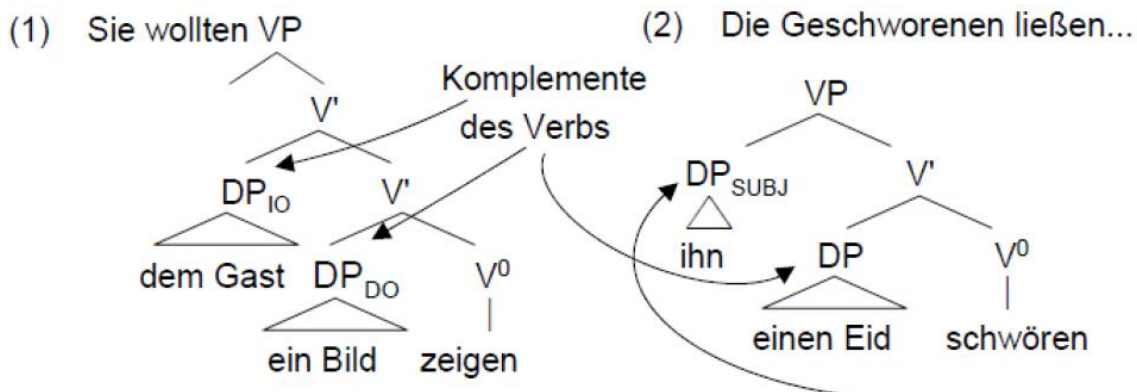 (1) Sie wollten VP
(2) Die Geschworenen ließen...
Komplemente
des Verbs
V'
DP_IO
V'
dem Gast
DP_DO
V⁰
ein Bild
zeigen
VP
DP_SUBJ
V'
ihn
DP
V⁰
einen Eid
schwören